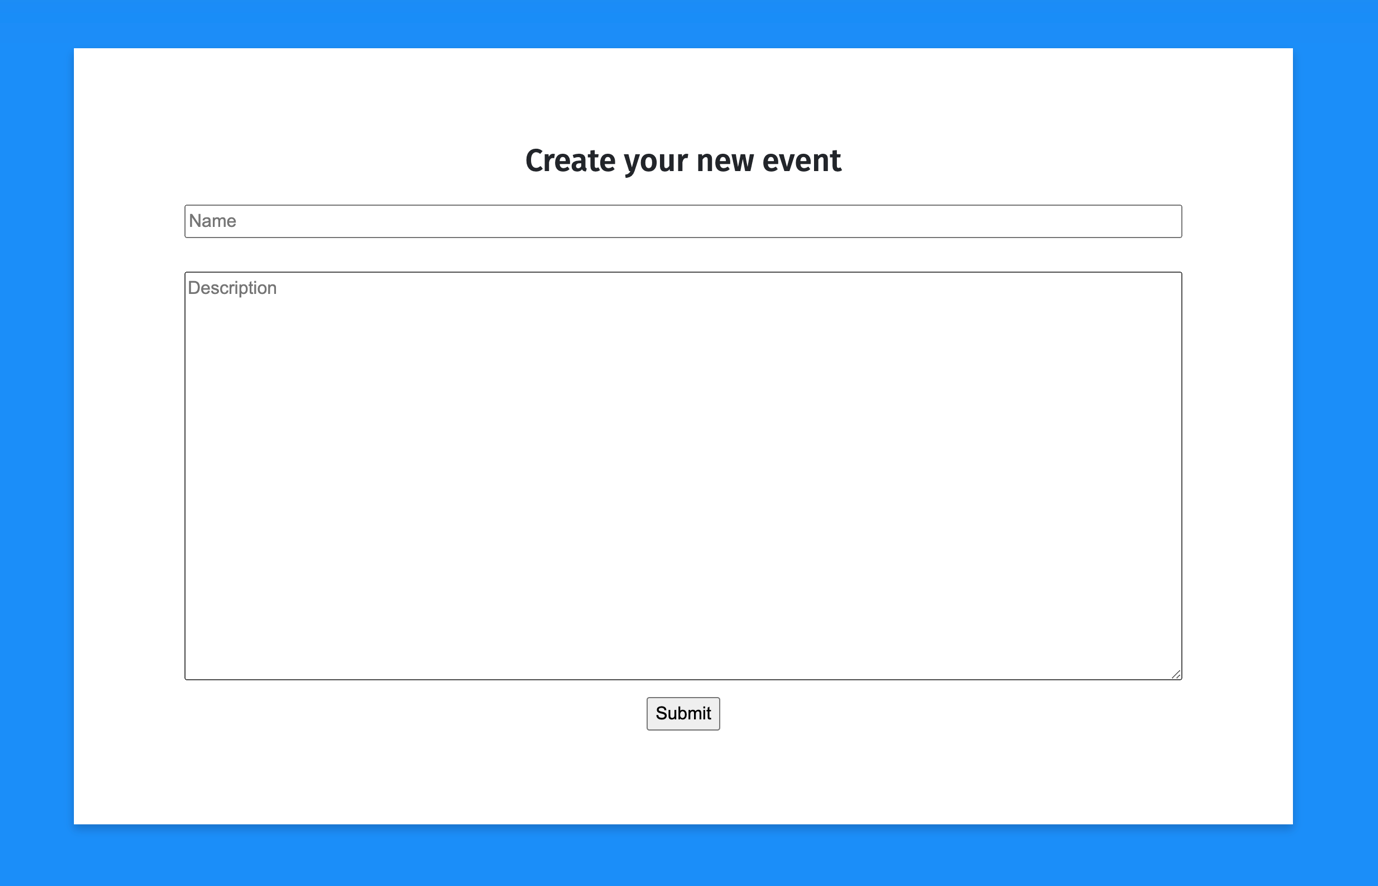 Create your new event
Name
Description
Submit